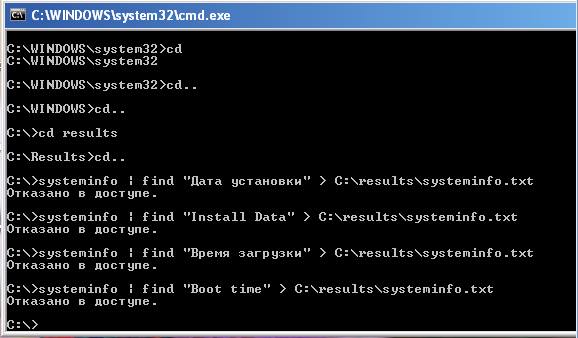 C:\WINDOWS\system32\cmd.exe
C:\WINDOWS\system32>cd
C:\WINDOWS\system32
C:\WINDOWS\system32>cd..
C:\WINDOWS>cd..
C:\>cd results
C:\Results>cd..
C:\>systeminfo | find "Дата установки" > C:\results\systeminfo.txt
Отказано в доступе.
C:\>systeminfo | find "Install Data" > C:\results\systeminfo.txt
Отказано в доступе.
C:\>systeminfo | find "Время загрузки" > C:\results\systeminfo.txt
Отказано в доступе.
C:\>systeminfo | find "Boot time" > C:\results\systeminfo.txt
Отказано в доступе.
C:\>